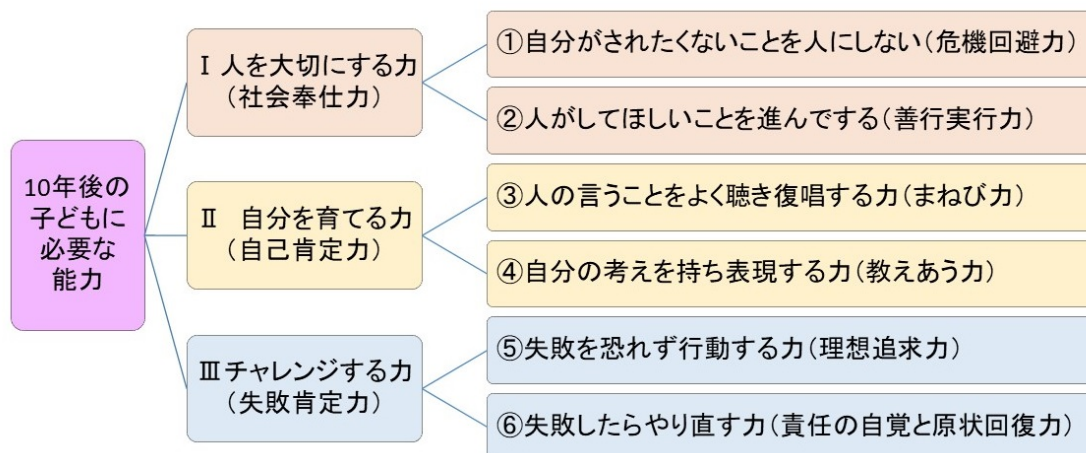 10年後の
子どもに
必要な
能力
Ⅰ 人を大切にする力
(社会奉仕力)
①自分がされたくないことを人にしない(危機回避力)
②人がしてほしいことを進んでする(善行実行力)
Ⅱ 自分を育てる力
(自己肯定力)
③人の言うことをよく聴き復唱する力(まねび力)
④自分の考えを持ち表現する力(教えあう力)
Ⅲチャレンジする力
(失敗肯定力)
⑤失敗を恐れず行動する力(理想追求力)
⑥失敗したらやり直す力(責任の自覚と原状回復力)